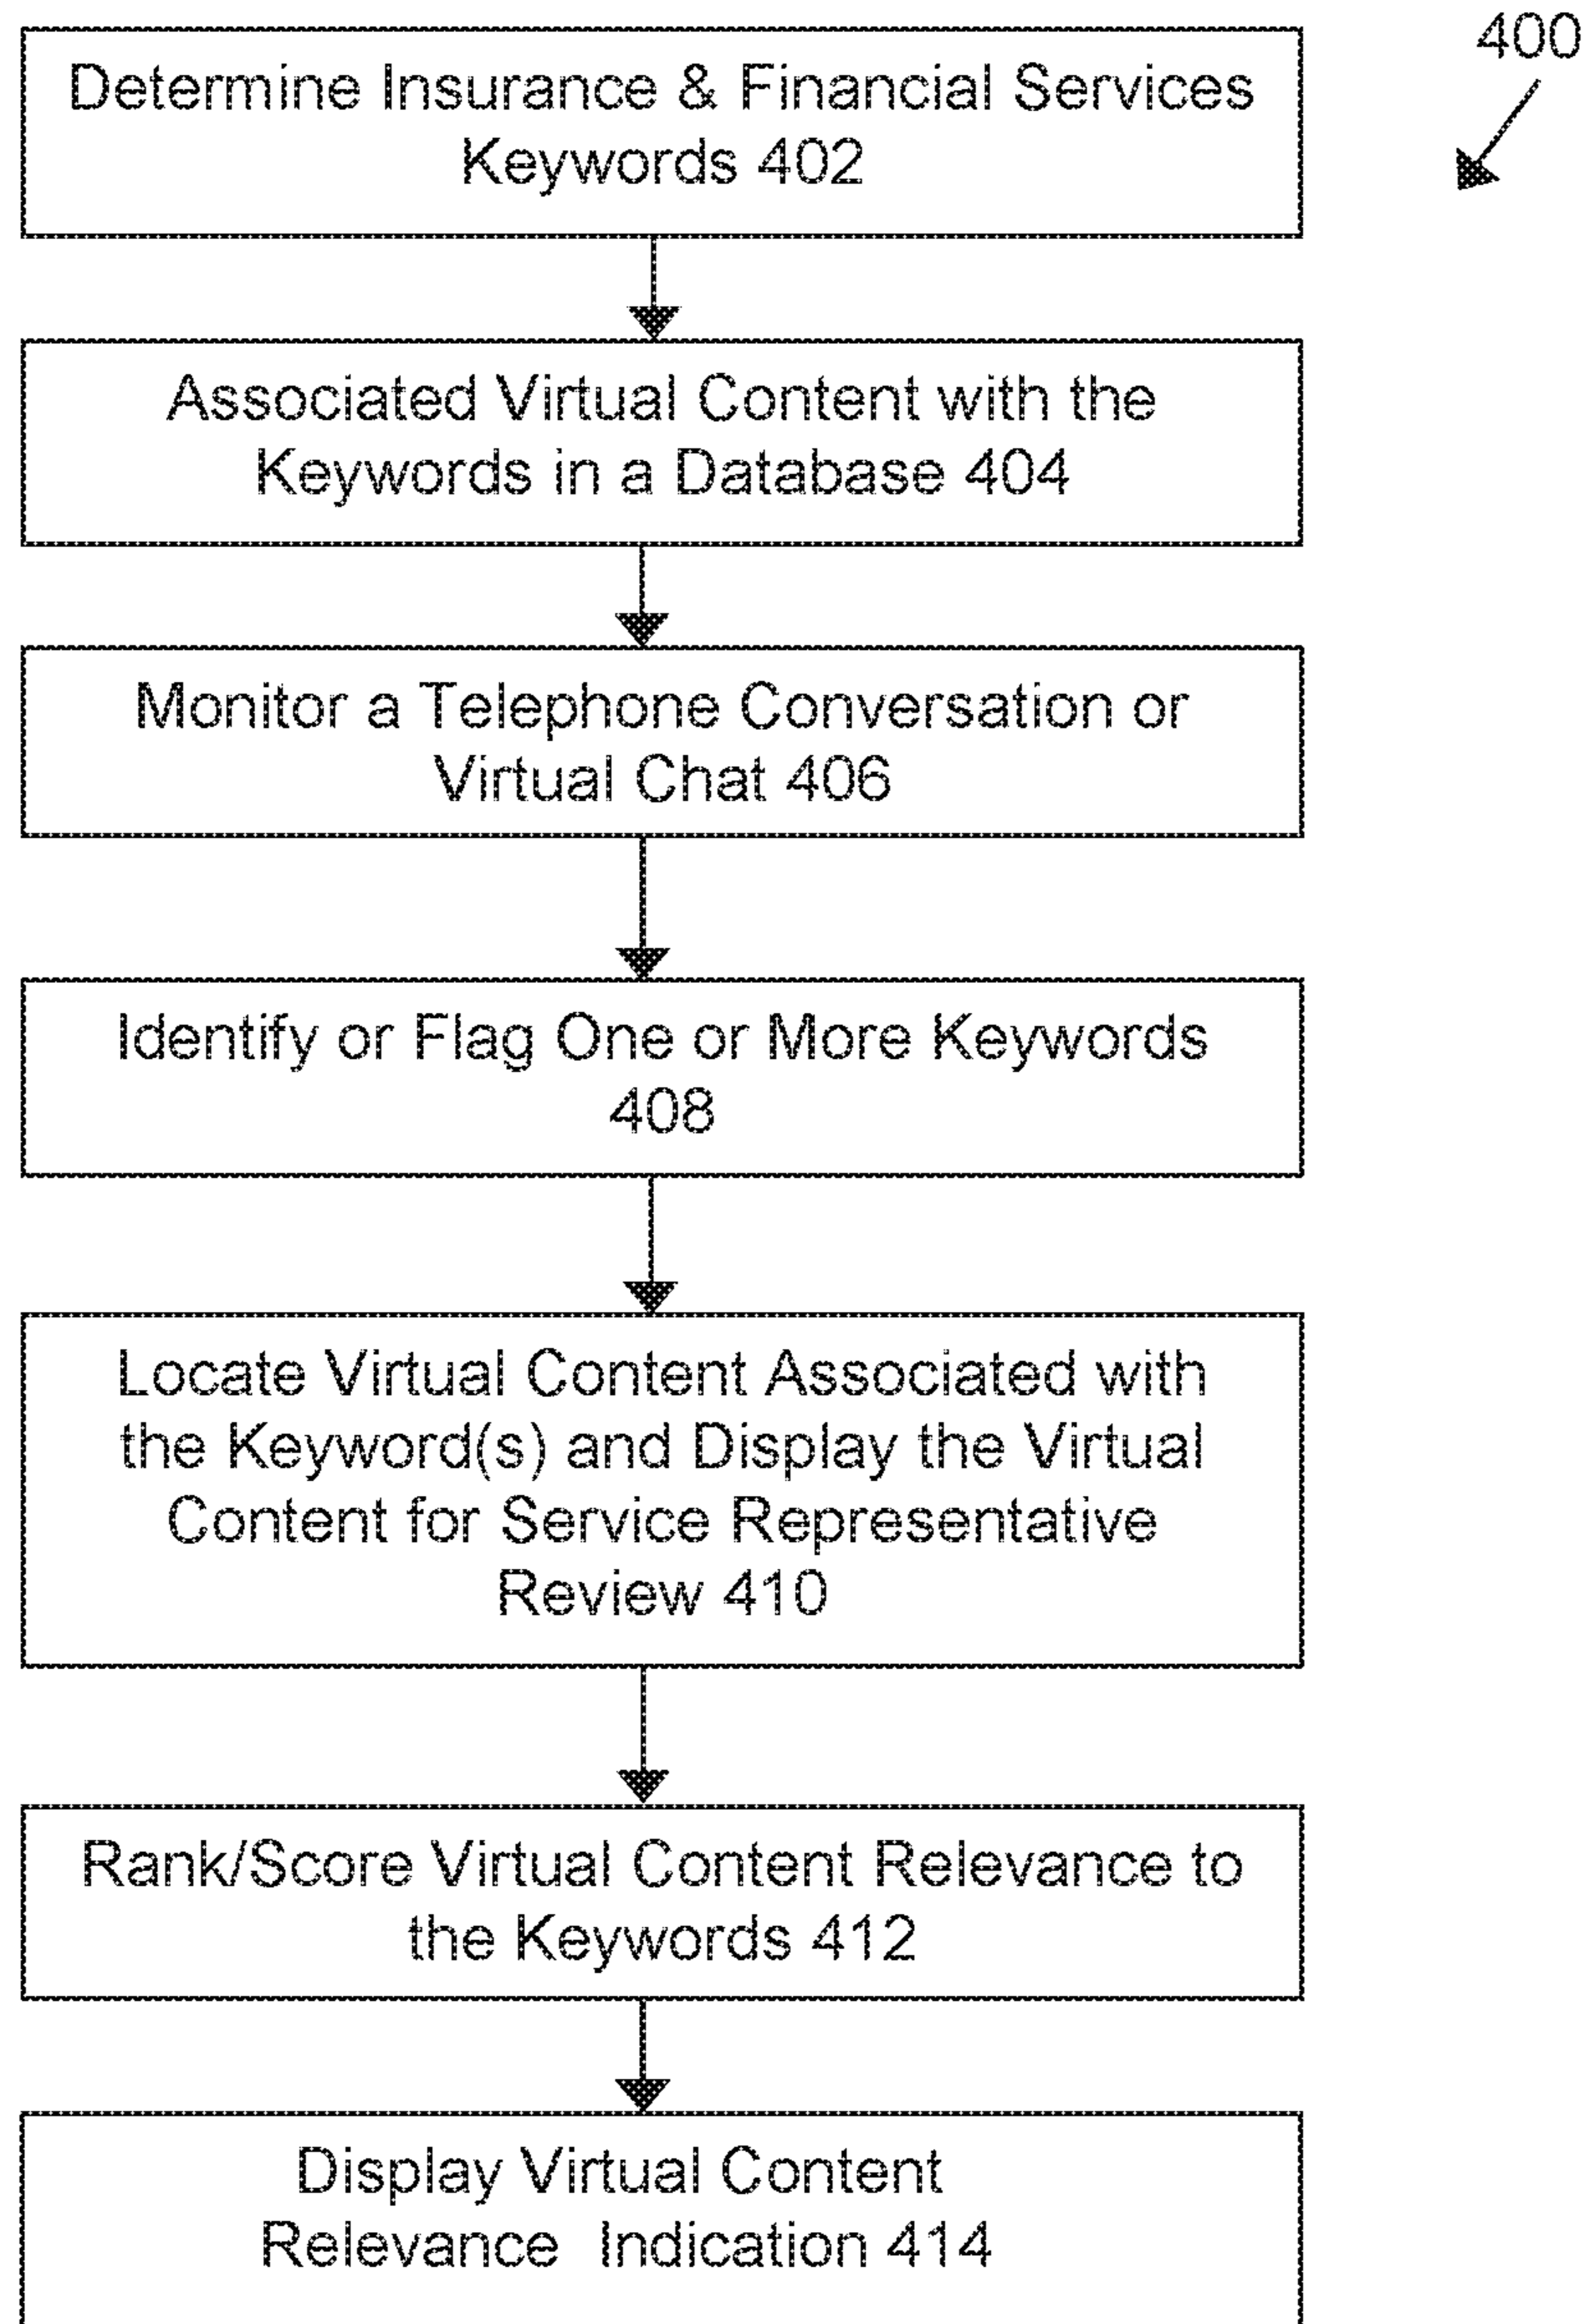 400
Determine Insurance & Financial Services
Keywords 402
Associated Virtual Content with the
Keywords in a Database 404
Monitor a Telephone Conversation or
Virtual Chat 406
Identify or Flag One or More Keywords
408
Locate Virtual Content Associated with
the Keyword(s) and Display the Virtual
Content for Service Representative
Review 410
Rank/Score Virtual Content Relevance to
the Keywords 412
Display Virtual Content
Relevance Indication 414